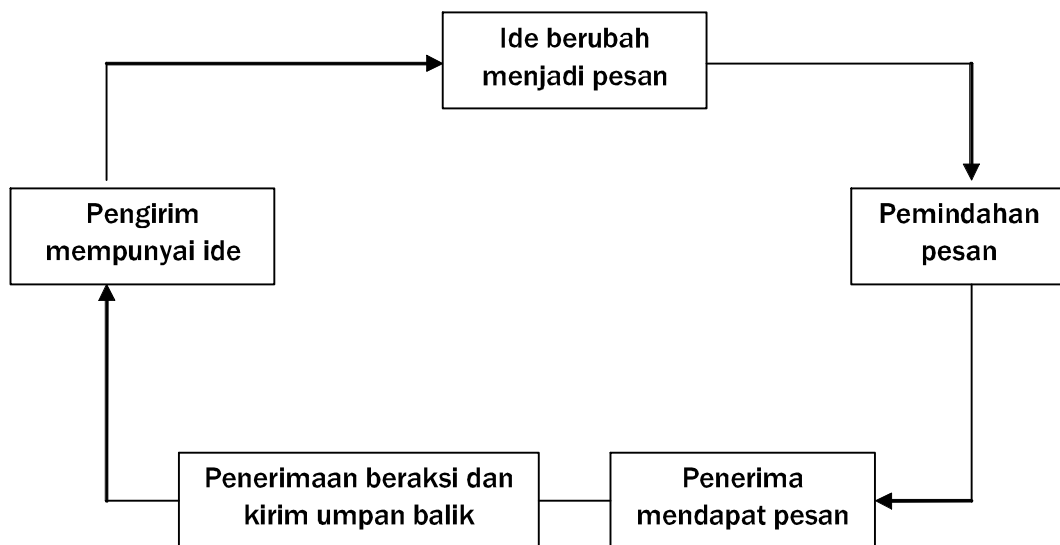 Ide berubah
menjadi pesan
Pengirim
mempunyai ide
Pemindahan
pesan
Penerimaan beraksi dan
kirim umpan balik
Penerima
mendapat pesan